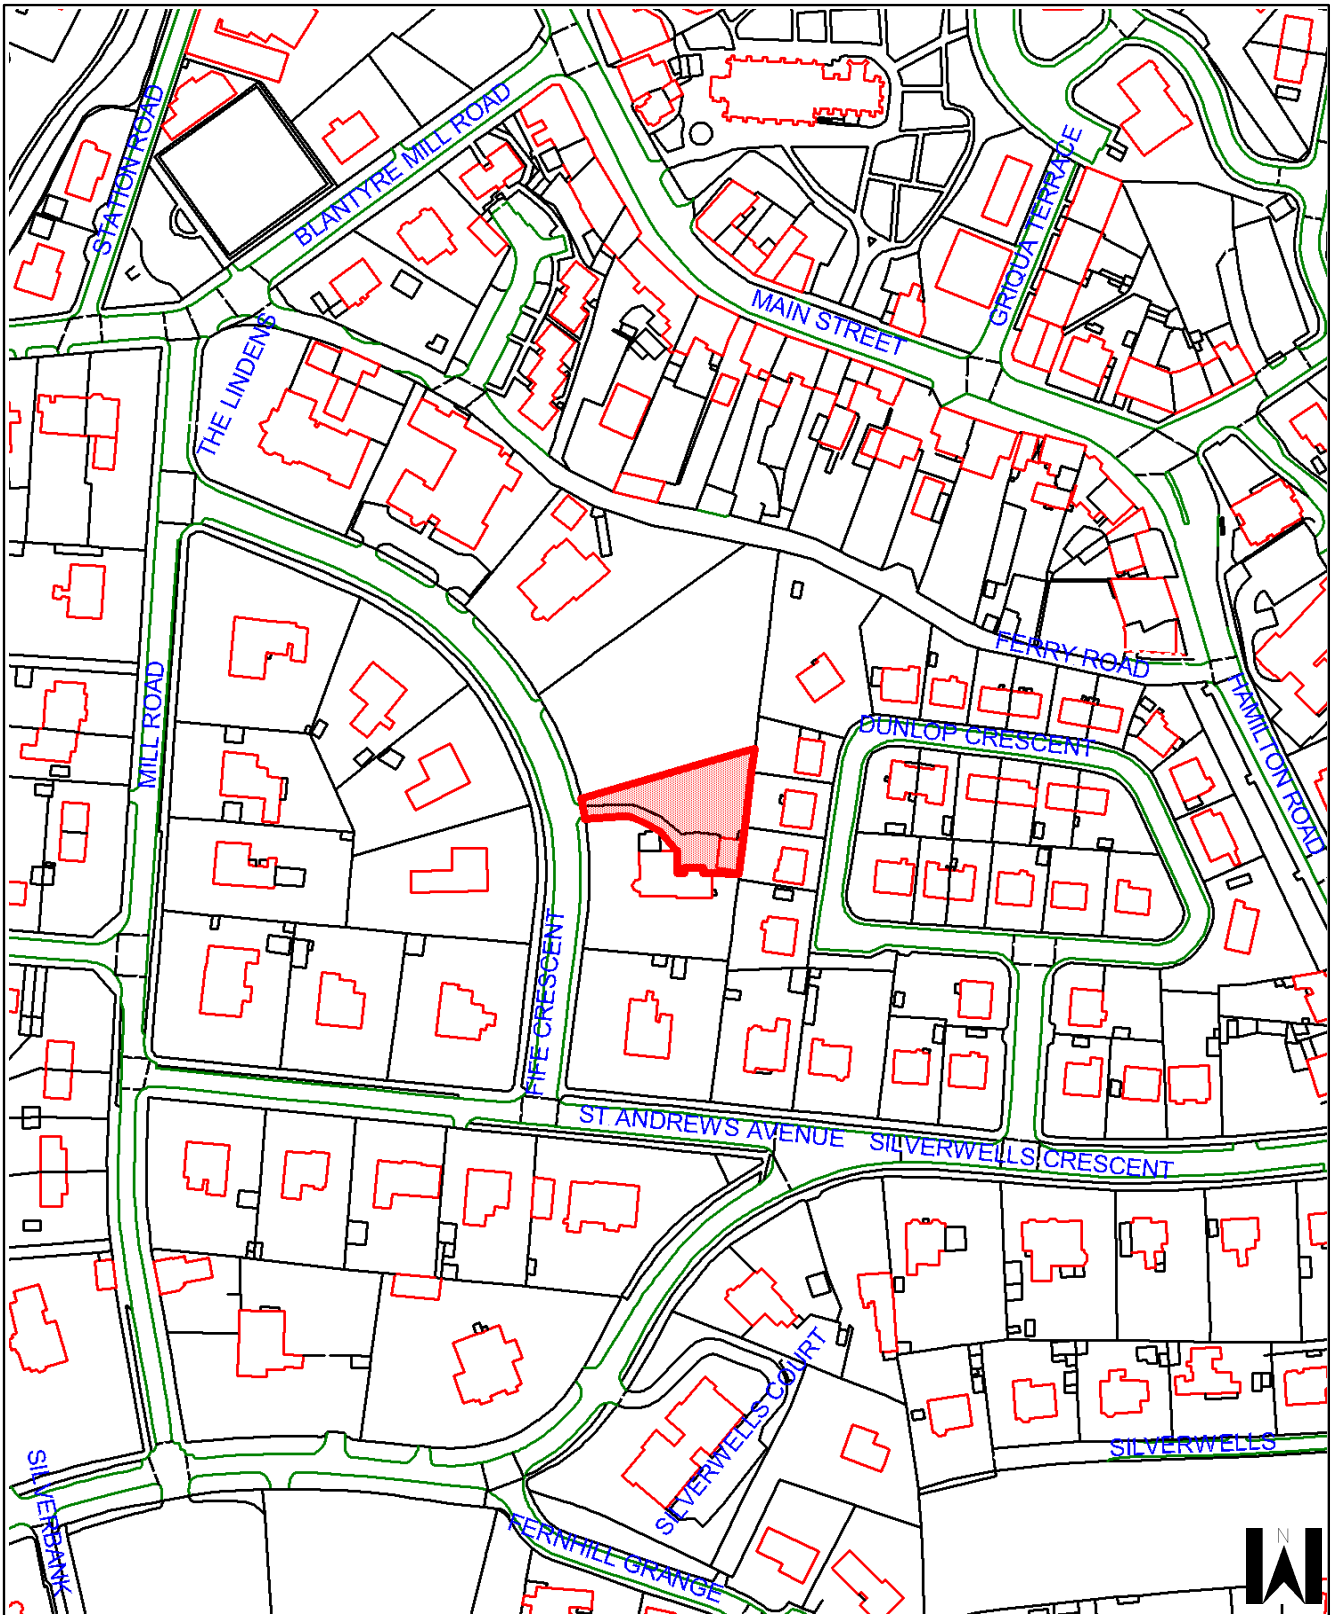 STATION ROAD
BLANTYRE MILL ROAD
GRIQUA TERRACE
MAIN STREET
THE LINDENS
FERRY ROAD
MILL ROAD
DUNLOP CRESCENT
HAMILTON ROAD
FIFE CRESCENT
ST ANDREWS AVENUE
SILVERWELLS CRESCENT
SILVERWELLS COURT
SILVERWELLS
SILVERBANK
FERNHILL GRANGE
N